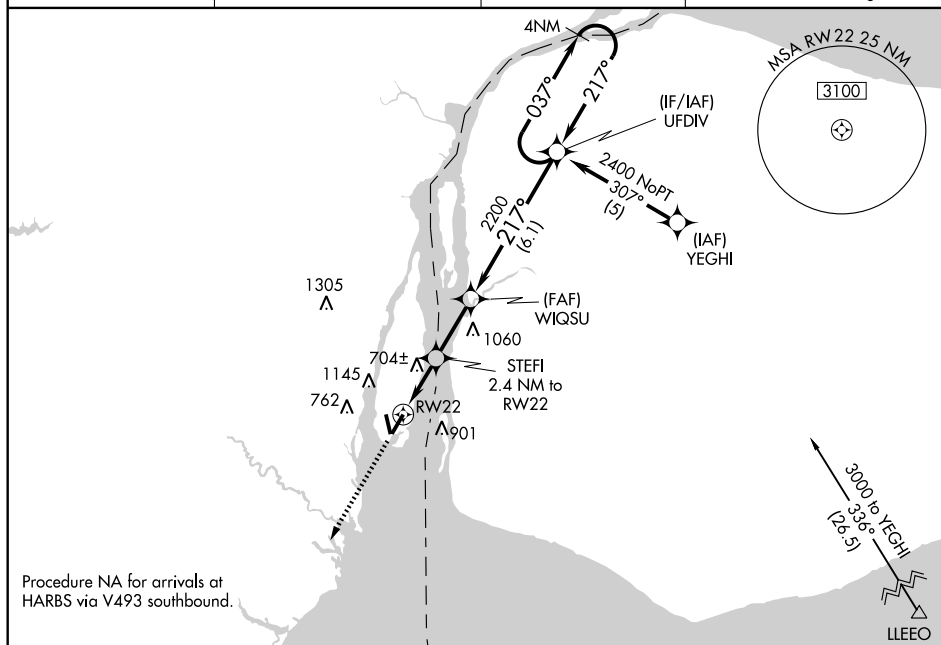 4NM
037°
217°
(IF/IAF)
UFDIV
MSA RW 22 25 NM
3100
2400 NoPT
307°
(5)
(IAF)
YEGHI
2200
217°
(6.1)
(FAF)
WIQSU
1305
1060
704±
STEFI
2.4 NM to
RW22
1145
762
RW22
901
3000 to YEGHI
336°
(26.5)
LLEEO
Procedure NA for arrivals at
HARBS via V493 southbound.